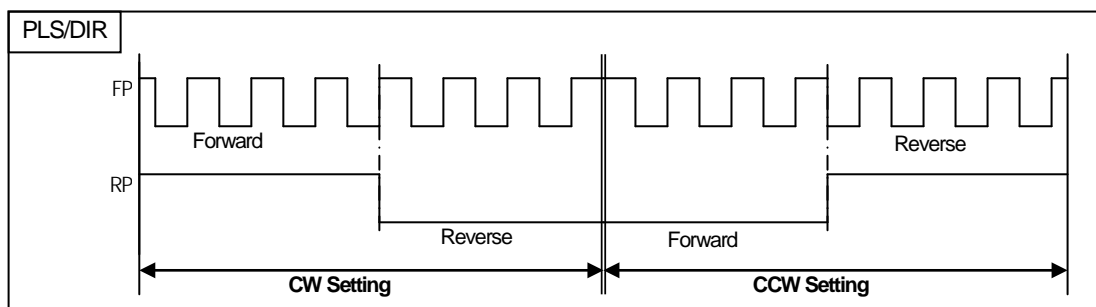 PLS/DIR
FP
Forward
Reverse
RP
Reverse
Forward
CW Setting
CCW Setting